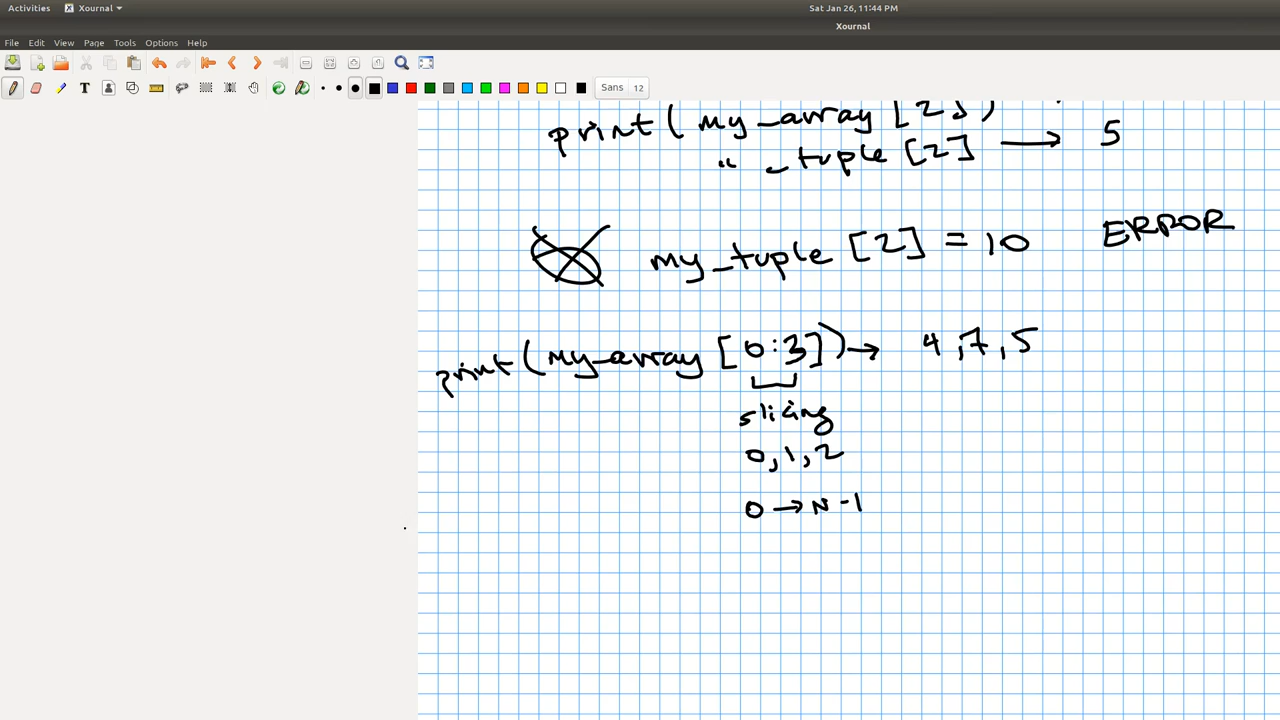 Activities Xournal Sat Jan 26, 11:44 PM
Xournal
File Edit View Page Tools Options Help
Sans 12
print ( my_array [2] )
" _tuple [2] → 5
my_tuple [2] = 10 ERROR
print (my_array [0:3]) → 4,7,5
slicing
0,1,2
0 → N-1